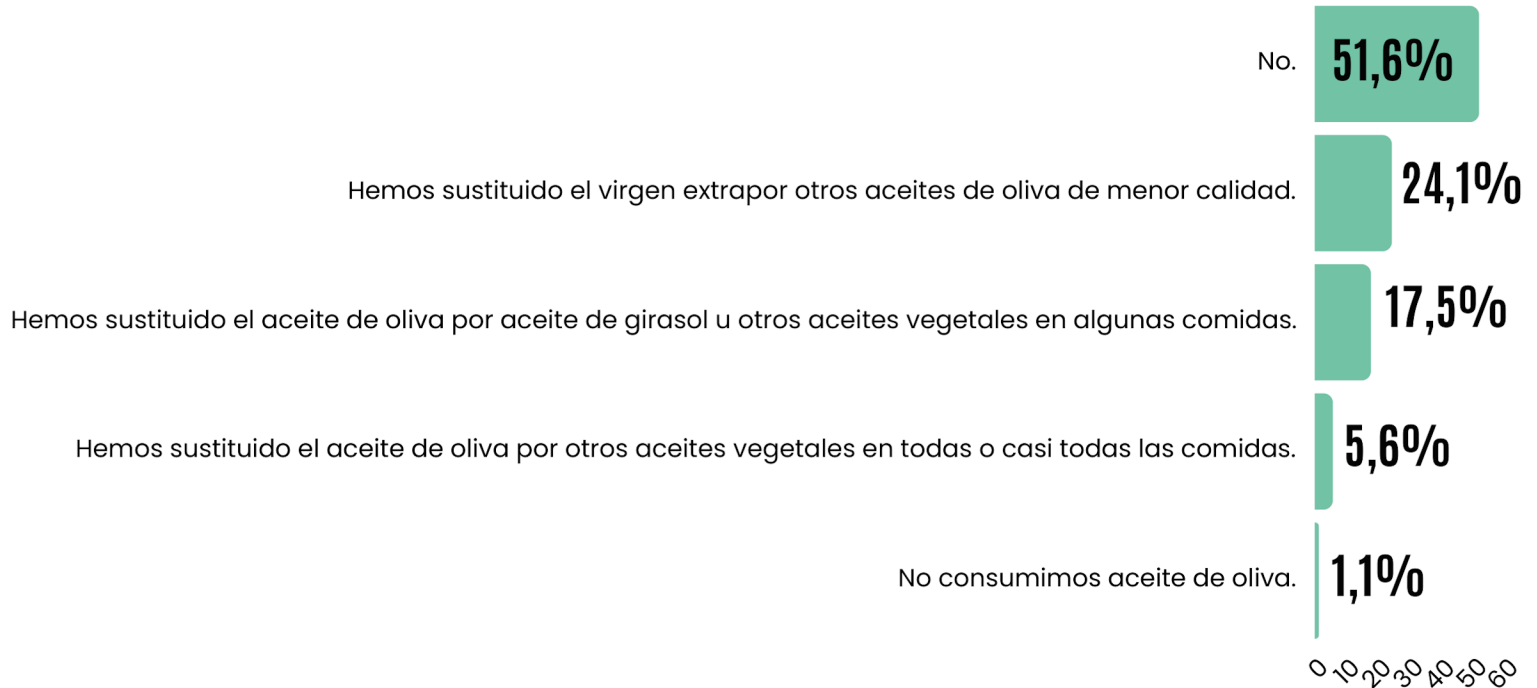 No.
51,6%
Hemos sustituido el virgen extrapor otros aceites de oliva de menor calidad.
24,1%
Hemos sustituido el aceite de oliva por aceite de girasol u otros aceites vegetales en algunas comidas.
17,5%
Hemos sustituido el aceite de oliva por otros aceites vegetales en todas o casi todas las comidas.
5,6%
No consumimos aceite de oliva.
1,1%
0 10 20 30 40 50 60